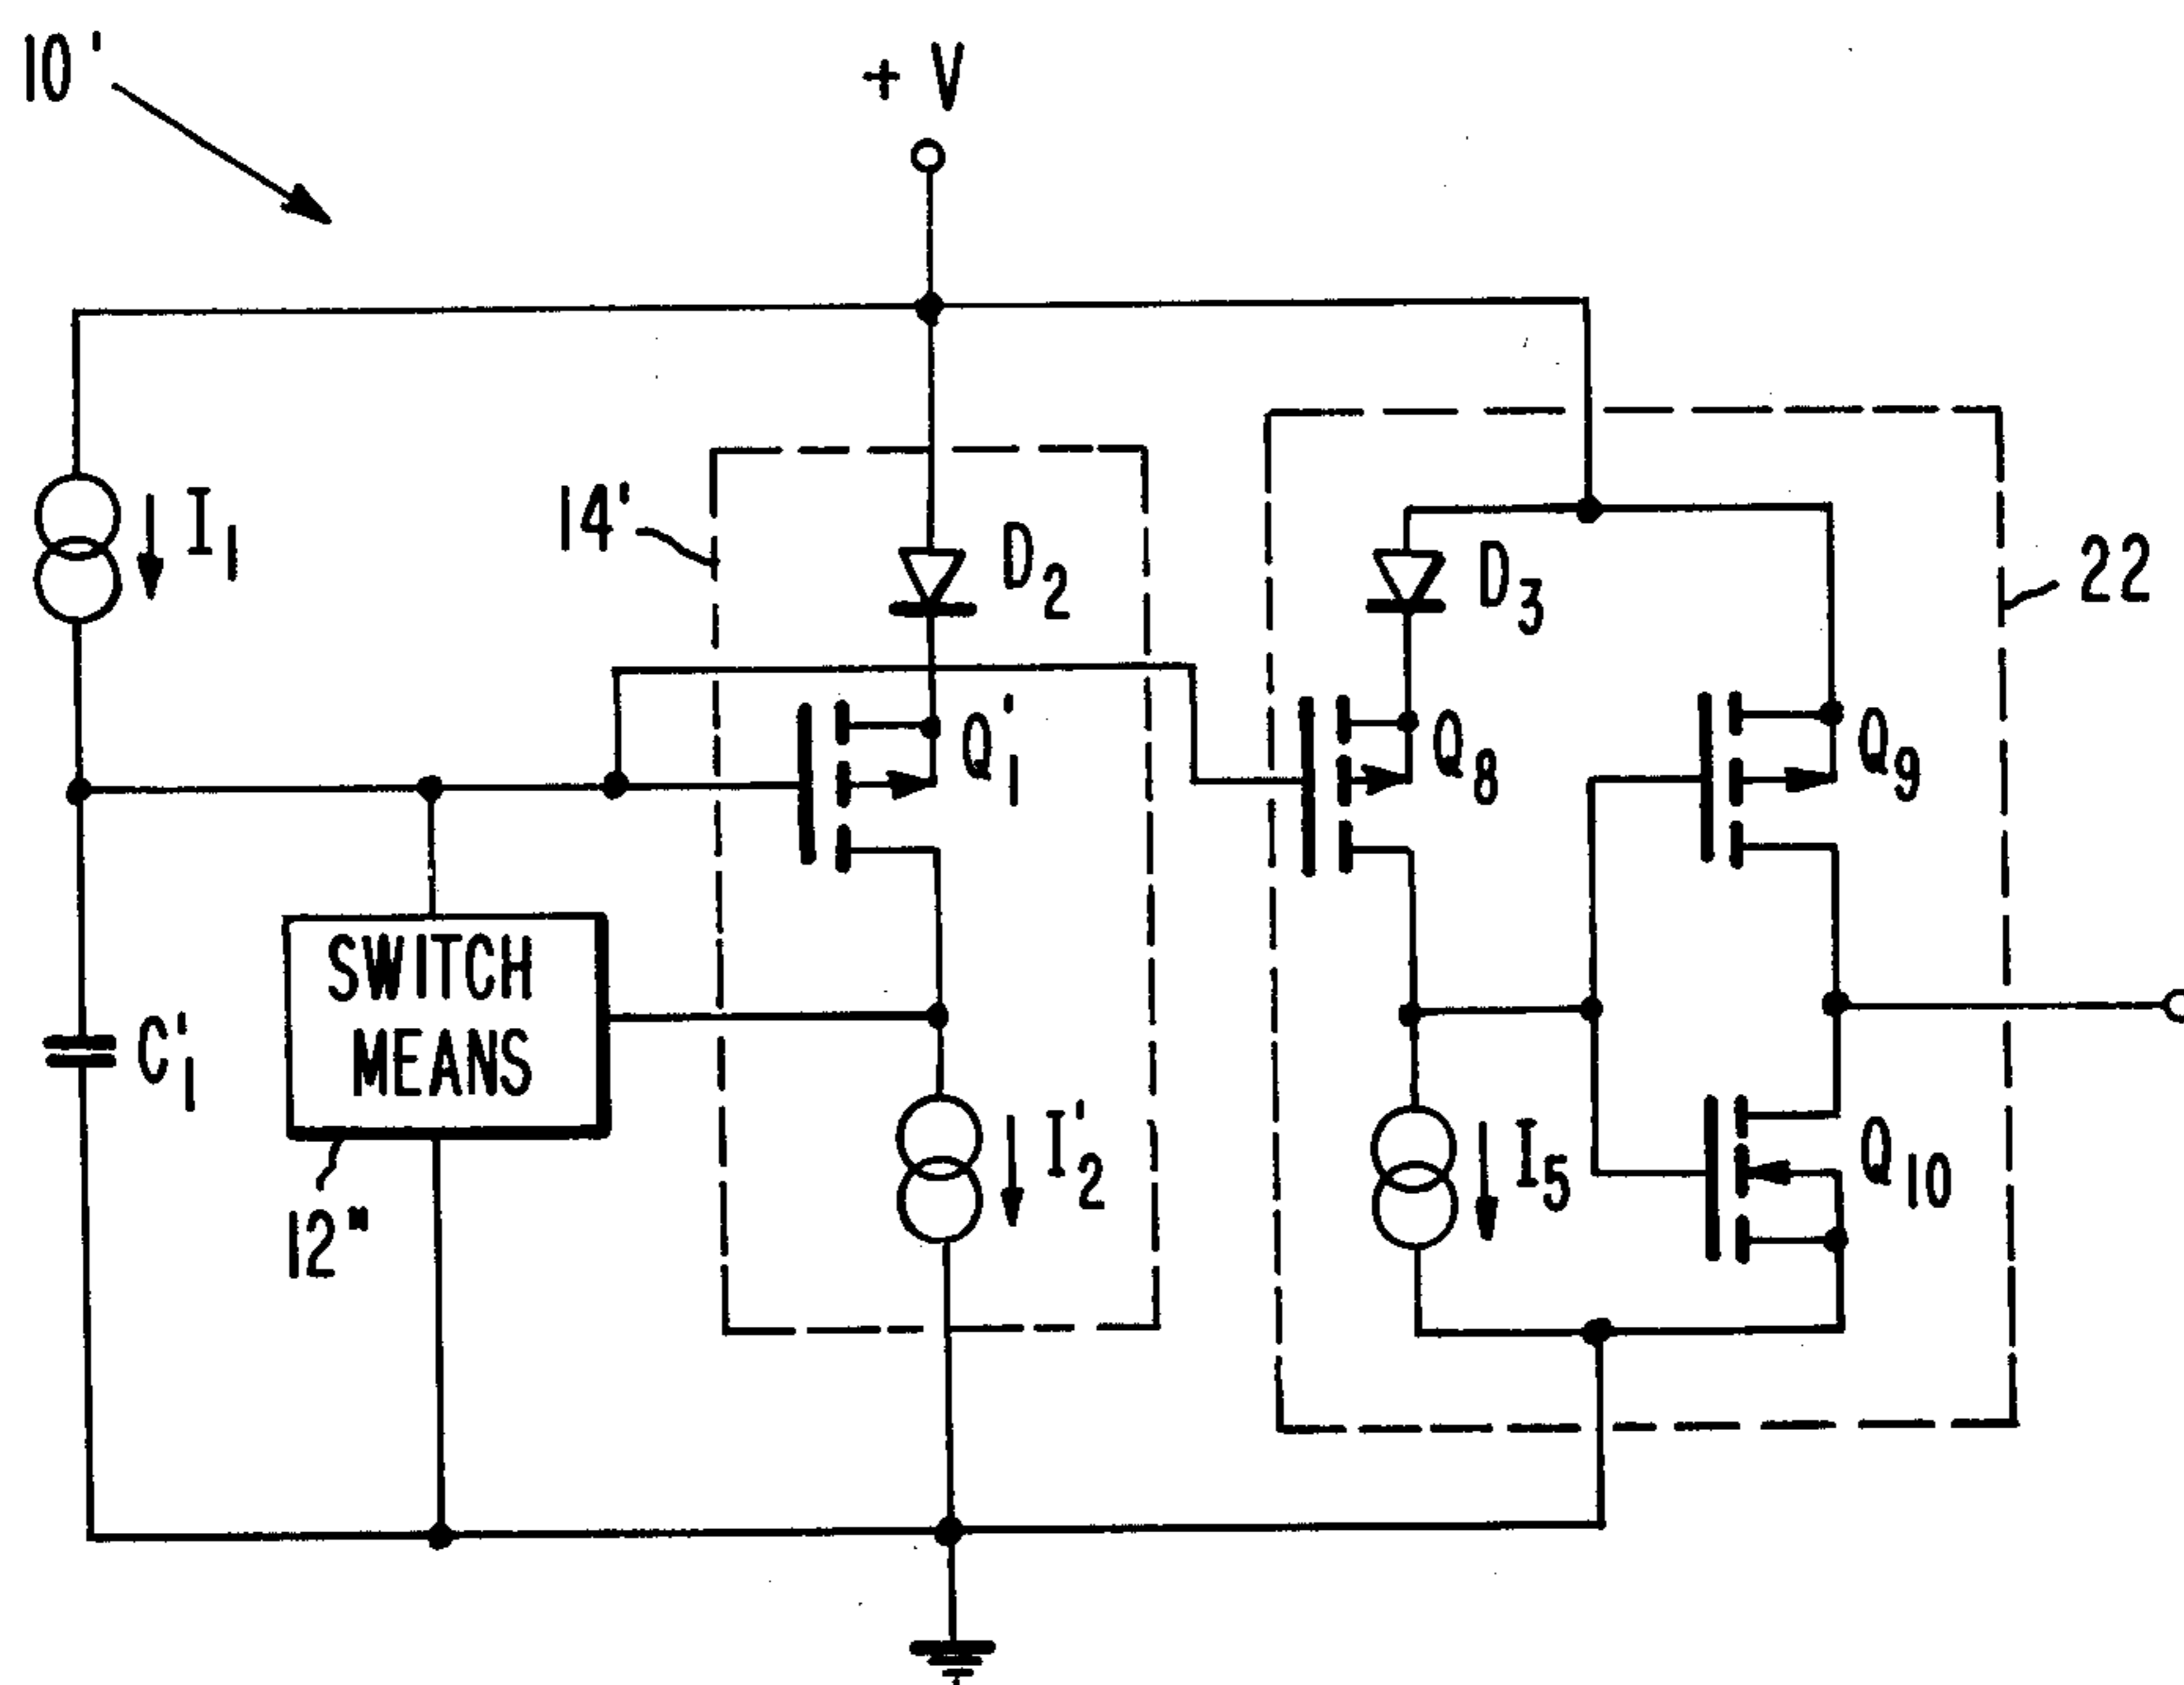 10'
+ V
I1
14'
D2
D3
22
Q'1
Q8
Q9
SWITCH
MEANS
C'1
I'2
I5
Q10
12"